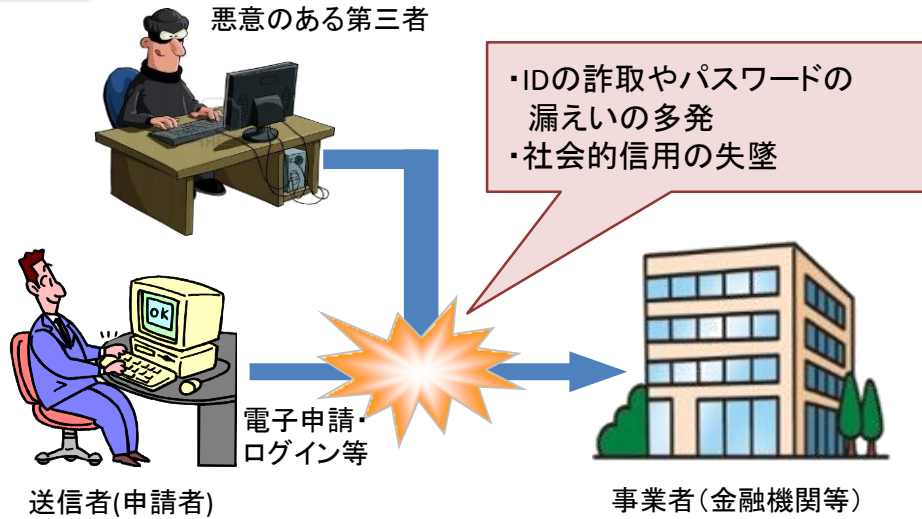 悪意のある第三者
・IDの詐取やパスワードの
漏えいの多発
・社会的信用の失墜
OK
電子申請・
ログイン等
送信者(申請者)
事業者（金融機関等）